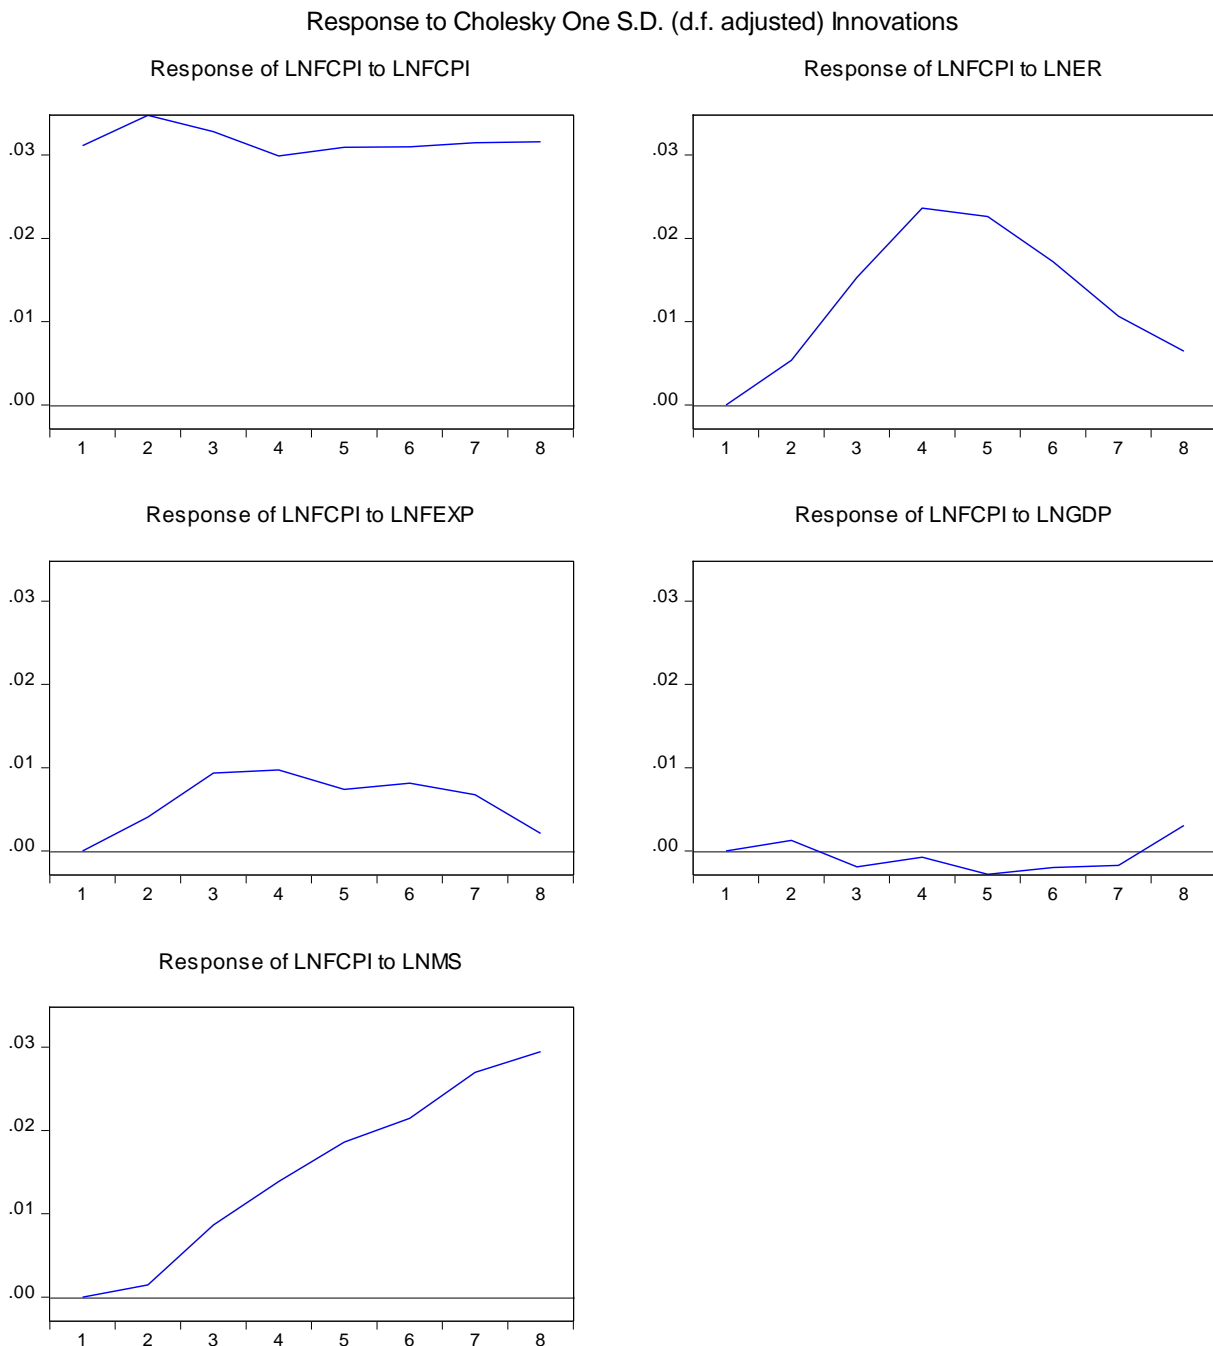 Response to Cholesky One S.D. (d.f. adjusted) Innovations
Response of LNFCPI to LNFCPI
.03
.02
.01
.00
1 2 3 4 5 6 7 8
Response of LNFCPI to LNER
.03
.02
.01
.00
1 2 3 4 5 6 7 8
Response of LNFCPI to LNFEXP
.03
.02
.01
.00
1 2 3 4 5 6 7 8
Response of LNFCPI to LNGDP
.03
.02
.01
.00
1 2 3 4 5 6 7 8
Response of LNFCPI to LNMS
.03
.02
.01
.00
1 2 3 4 5 6 7 8